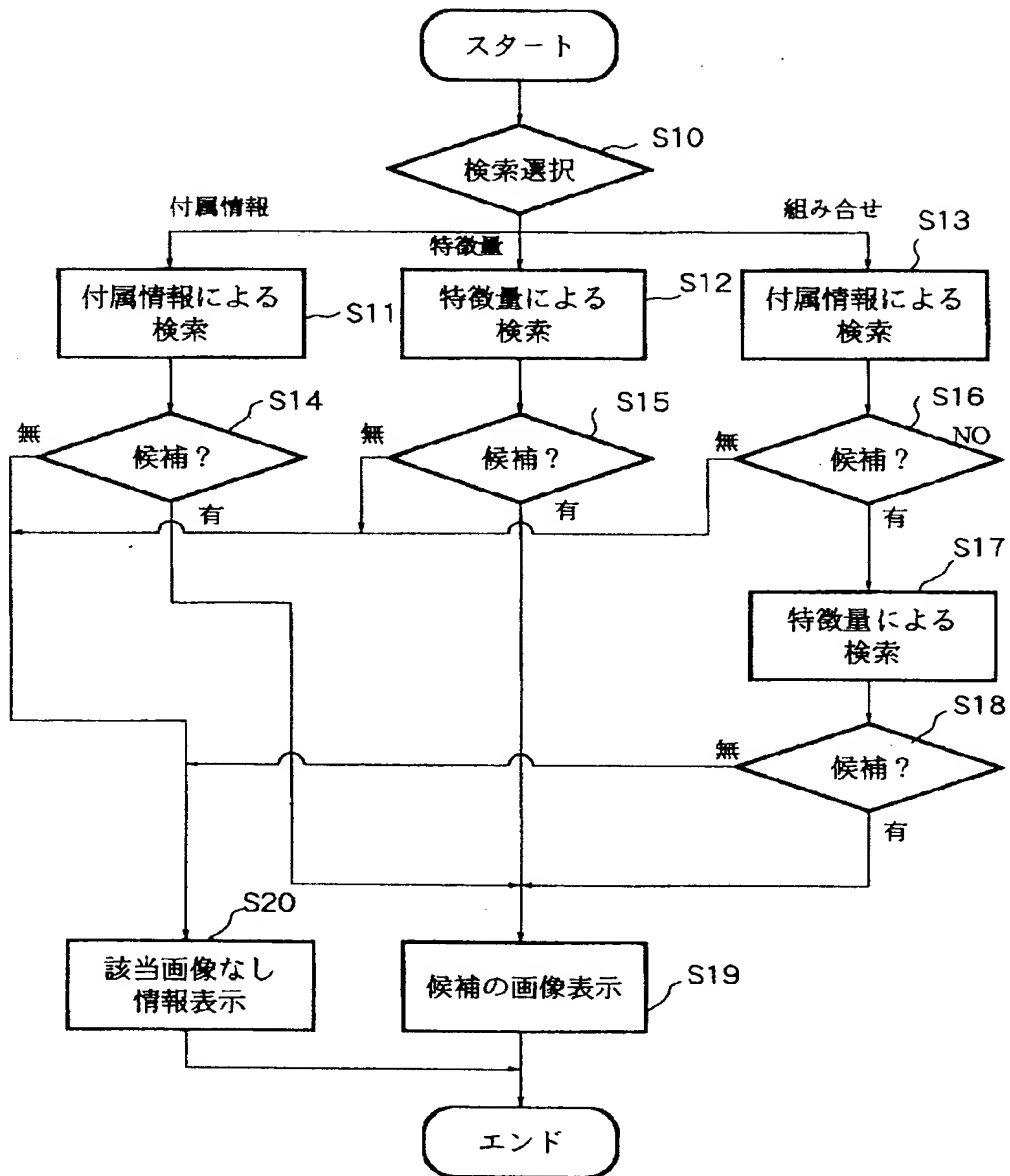 スタート
S10
検索選択
付属情報
特徴量
組み合せ
S13
付属情報による
検索
S11
特徴量による
検索
S12
付属情報による
検索
S14
無
候補？
有
S15
無
候補？
有
S16
無
候補？
NO
有
S17
特徴量による
検索
S18
無
候補？
有
S20
該当画像なし
情報表示
候補の画像表示
S19
エンド